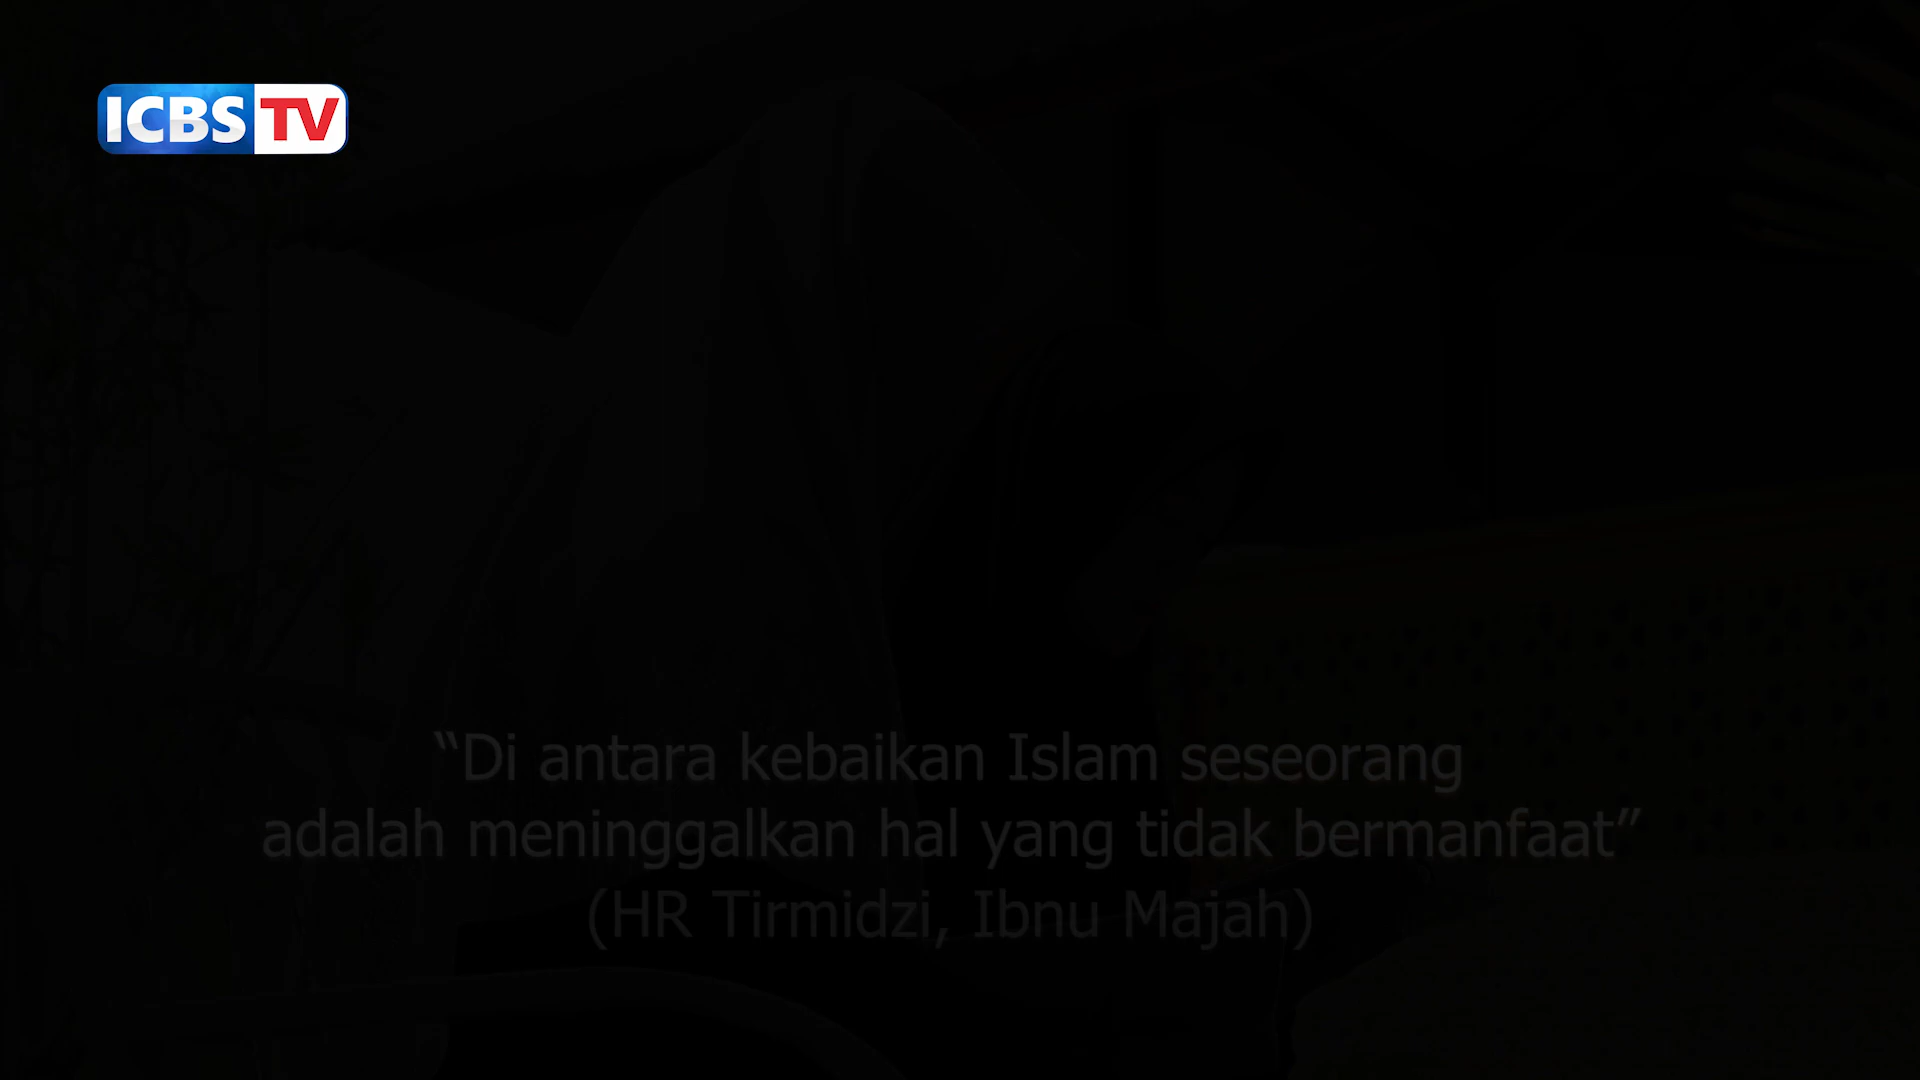 ICBS TV
“Di antara kebaikan Islam seseorang
adalah meninggalkan hal yang tidak bermanfaat”
(HR Tirmidzi, Ibnu Majah)